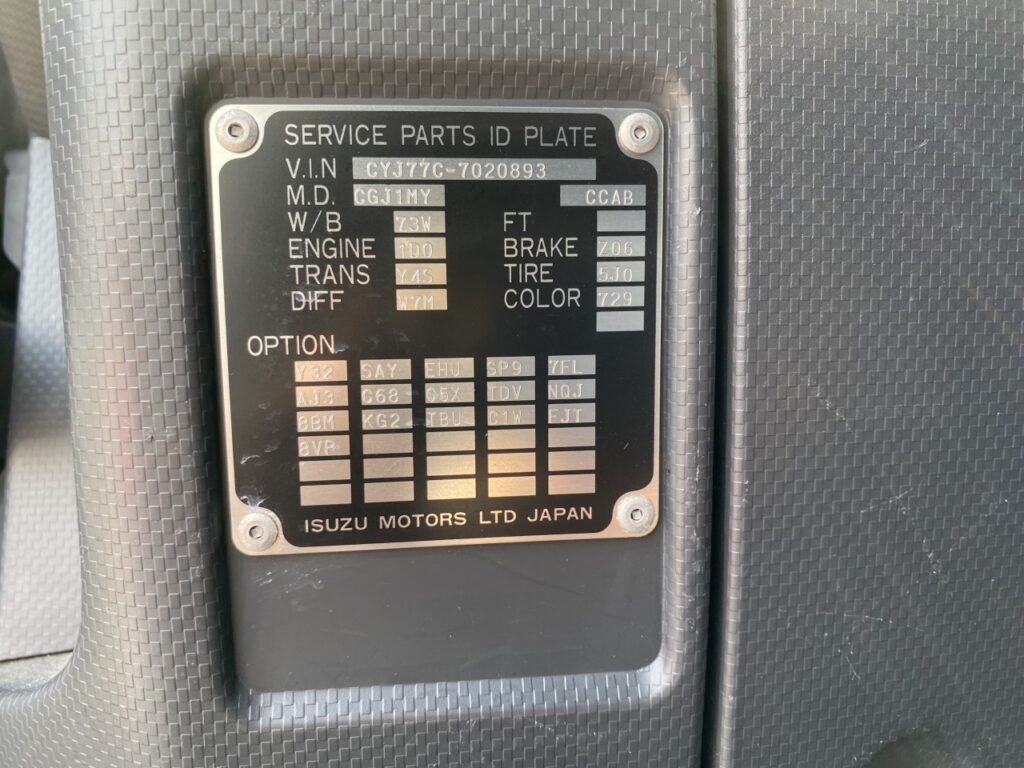 SERVICE PARTS ID PLATE
V.I.N CYJ77C-7020893
M.D. CGJ1MY CCAB
W/B 73W FT
ENGINE 1D0 BRAKE Z06
TRANS Y4S TIRE 5J0
DIFF W7M COLOR 729
OPTION
Y32 SAY EHU SP9 7FL
AJ3 G68 Q5X TDV NQJ
8BM KG2 TBU C1W EJT
8VP
ISUZU MOTORS LTD JAPAN